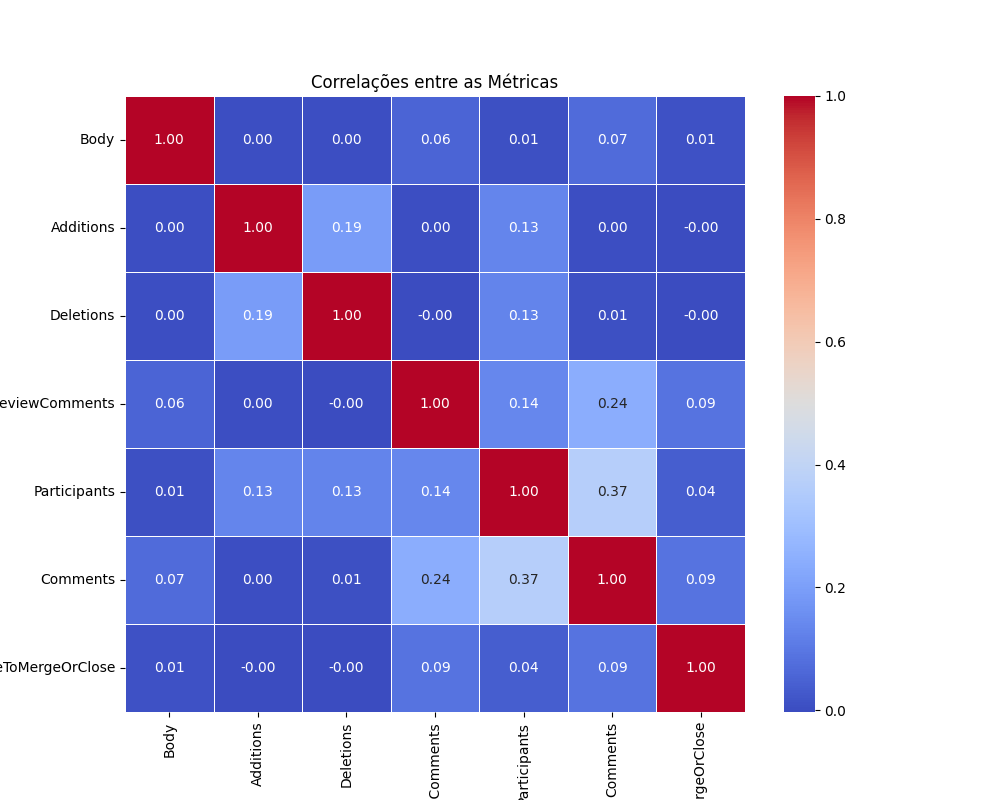 Correlações entre as Métricas
Body 1.00 0.00 0.00 0.06 0.01 0.07 0.01
Additions 0.00 1.00 0.19 0.00 0.13 0.00 -0.00
Deletions 0.00 0.19 1.00 -0.00 0.13 0.01 -0.00
eviewComments 0.06 0.00 -0.00 1.00 0.14 0.24 0.09
Participants 0.01 0.13 0.13 0.14 1.00 0.37 0.04
Comments 0.07 0.00 0.01 0.24 0.37 1.00 0.09
eToMergeOrClose 0.01 -0.00 -0.00 0.09 0.04 0.09 1.00
Body
Additions
Deletions
Comments
articipants
Comments
rgeOrClose
1.0
0.8
0.6
0.4
0.2
0.0